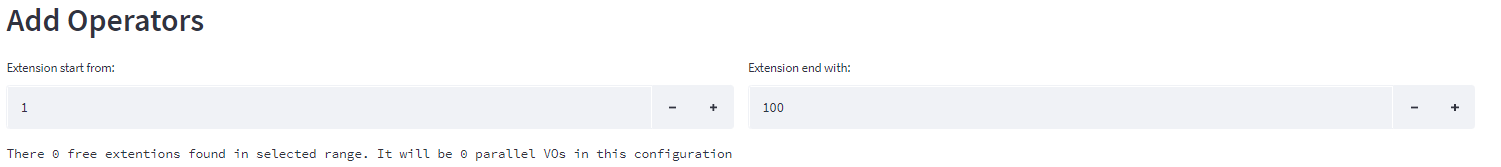 Add Operators
Extension start from:
Extension end with:
1 - +
100 - +
There 0 free extentions found in selected range. It will be 0 parallel VOs in this configuration